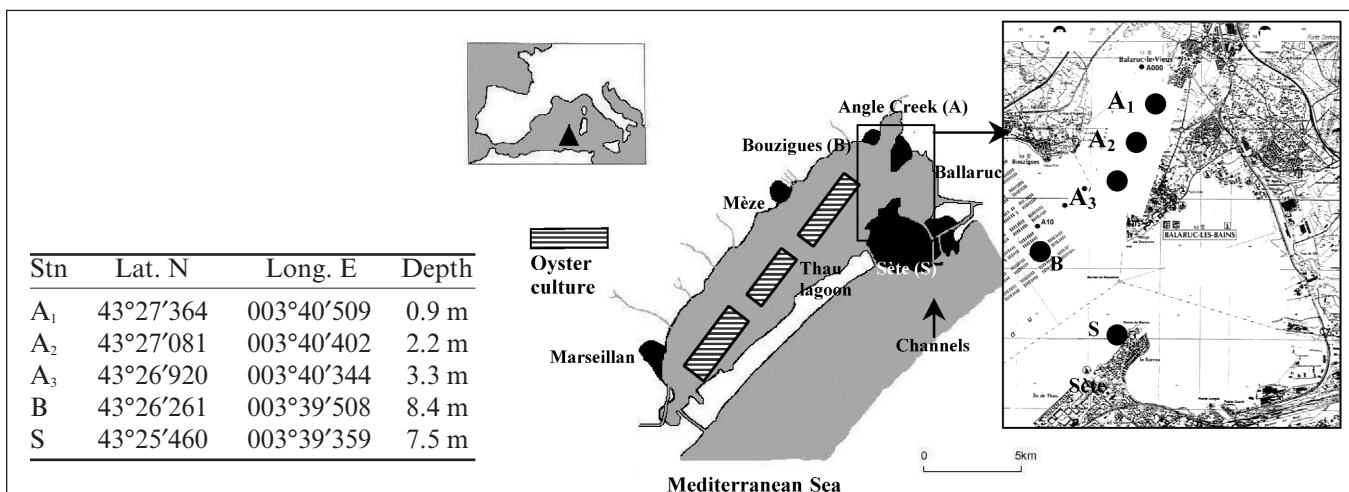 Stn Lat. N Long. E Depth
A₁ 43°27′364 003°40′509 0.9 m
A₂ 43°27′081 003°40′402 2.2 m
A₃ 43°26′920 003°40′344 3.3 m
B 43°26′261 003°39′508 8.4 m
S 43°25′460 003°39′359 7.5 m
Oyster
culture
Angle Creek (A)
Bouzigues (B)
Ballaruc
Mèze
Thau
lagoon
Sète (S)
Marseillan
Channels
0 5km
Mediterranean Sea
Balaruc-le-Vieux
A000
A₁
A₂
Bouzigues
A₃
A10
BALARUC-LES-BAINS
B
S
Sète